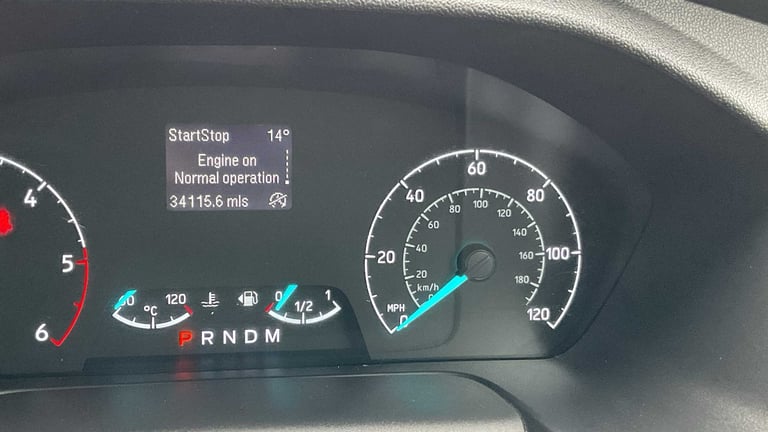 StartStop 14°
Engine on
Normal operation
34115.6 mls
4
5
6
120
°C
0 1/2 1
P R N D M
0 20 40 60 80 100 120
MPH
20 40 60 80 100 120 140 160 180
km/h